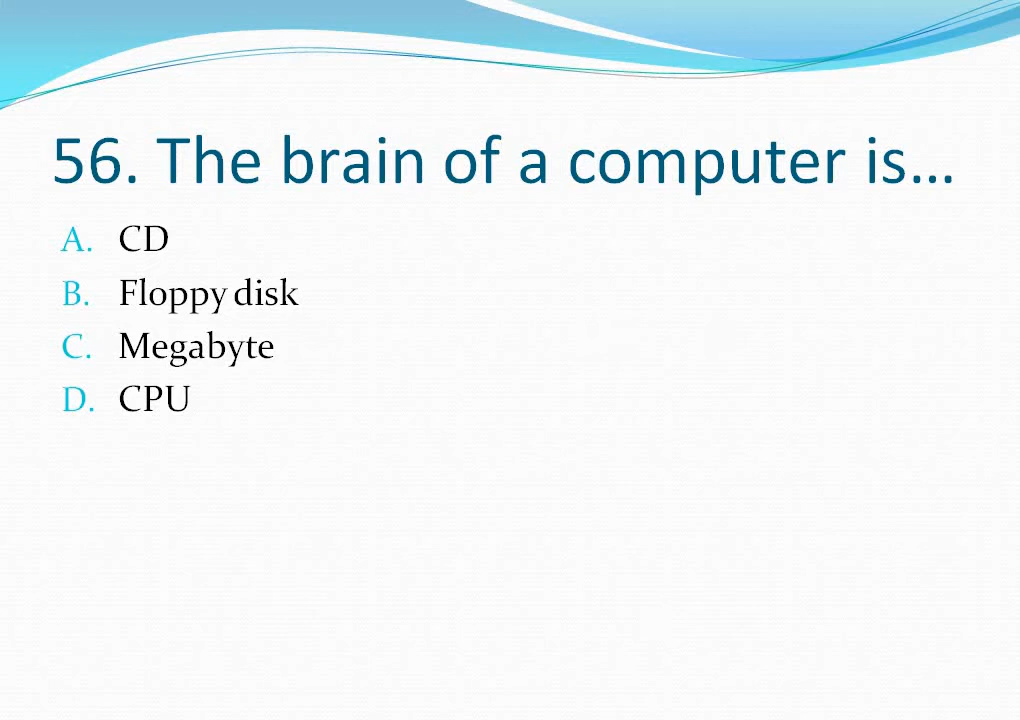 56. The brain of a computer is…
A. CD
B. Floppy disk
C. Megabyte
D. CPU